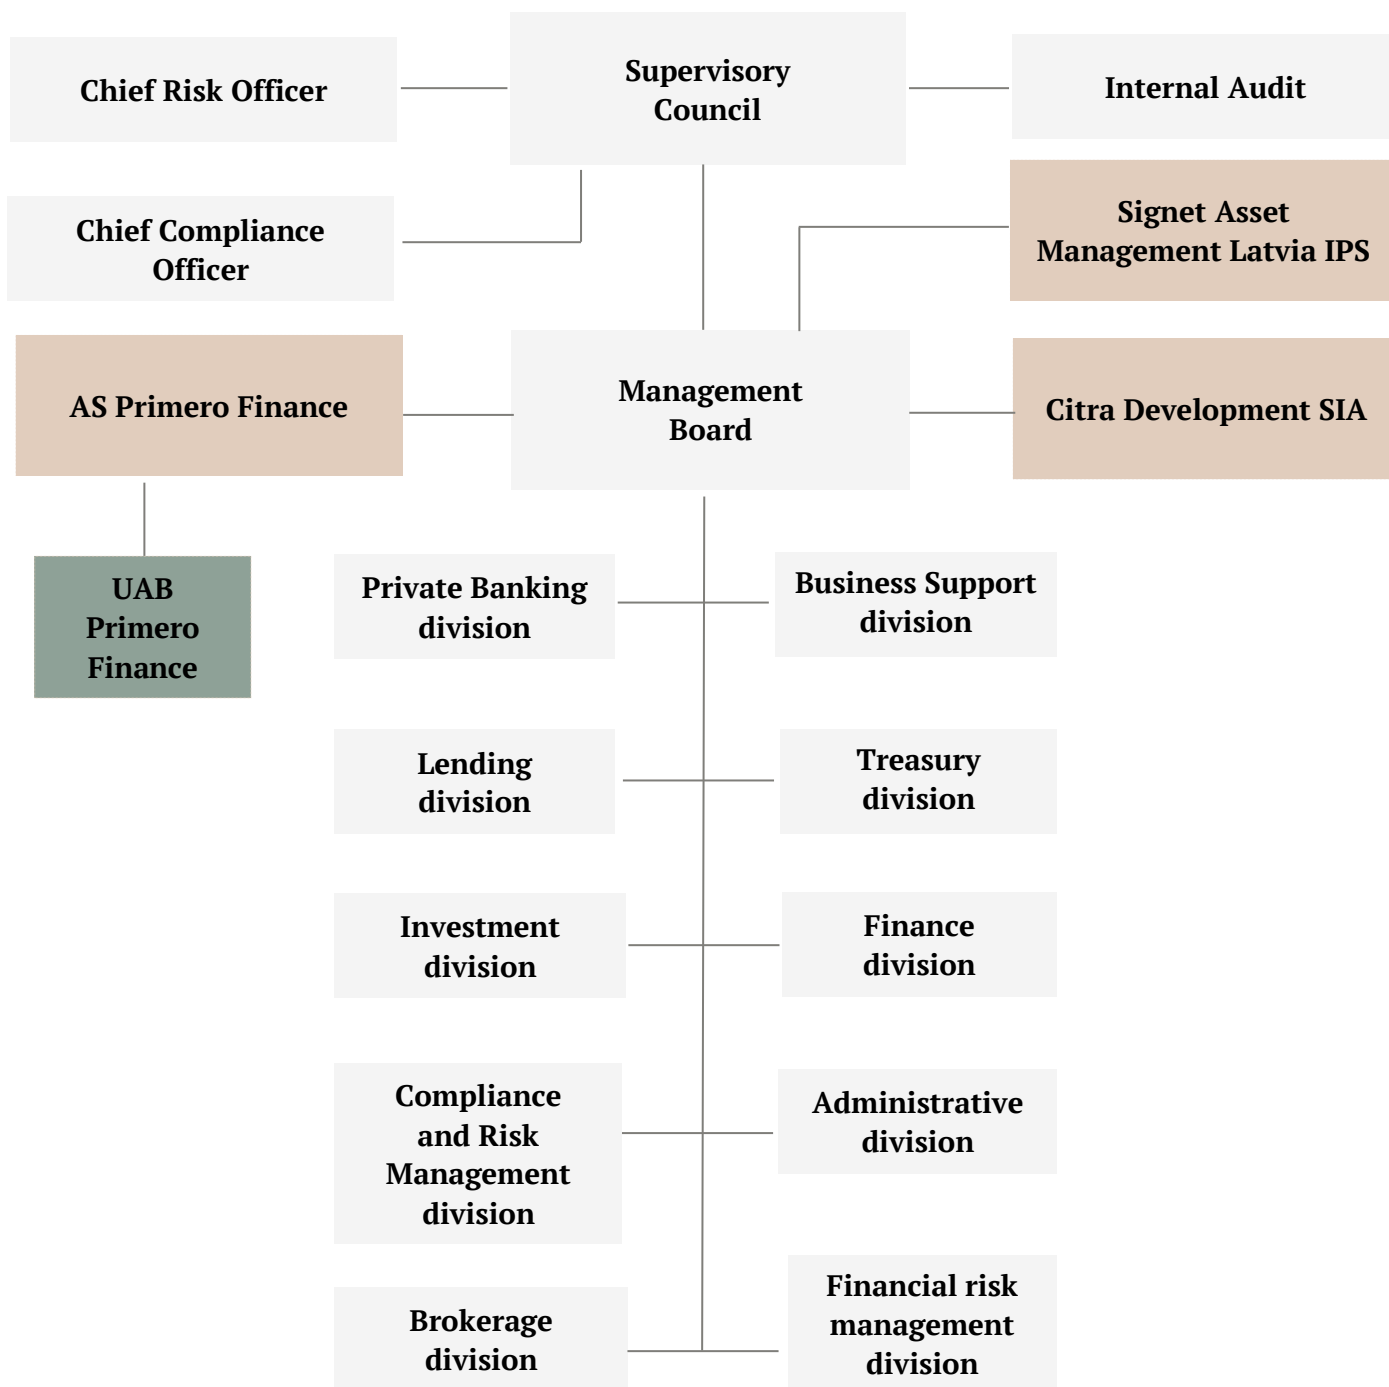 Supervisory
Council
Chief Risk Officer
Internal Audit
Chief Compliance
Officer
Signet Asset
Management Latvia IPS
AS Primero Finance
Management
Board
Citra Development SIA
UAB
Primero
Finance
Private Banking
division
Business Support
division
Lending
division
Treasury
division
Investment
division
Finance
division
Compliance
and Risk
Management
division
Administrative
division
Brokerage
division
Financial risk
management
division